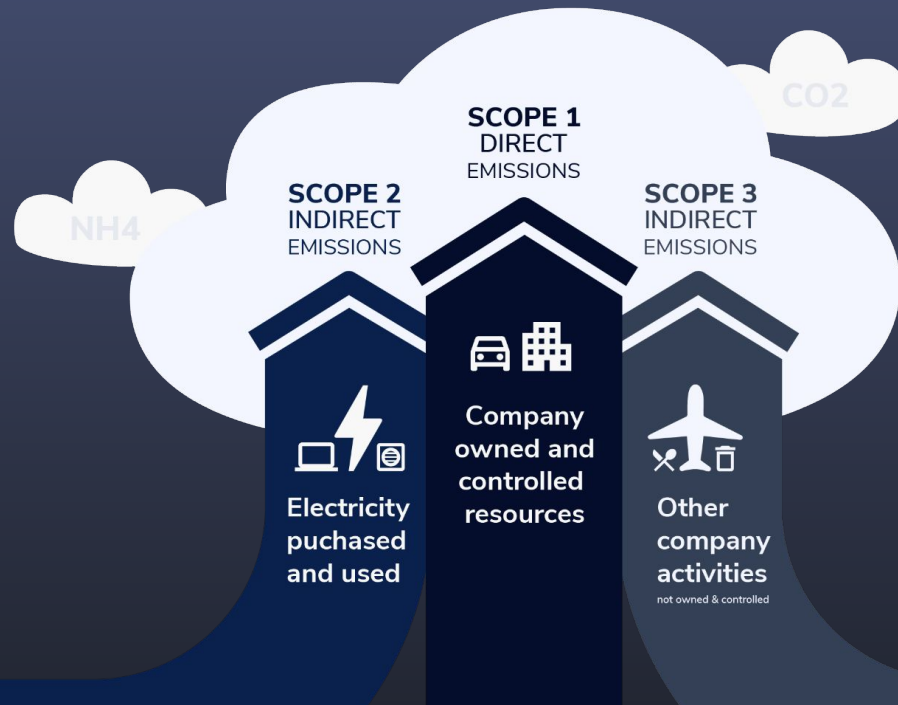 CO2
NH4
SCOPE 1
DIRECT
EMISSIONS
SCOPE 2
INDIRECT
EMISSIONS
SCOPE 3
INDIRECT
EMISSIONS
Company
owned and
controlled
resources
Electricity
puchased
and used
Other
company
activities
not owned & controlled